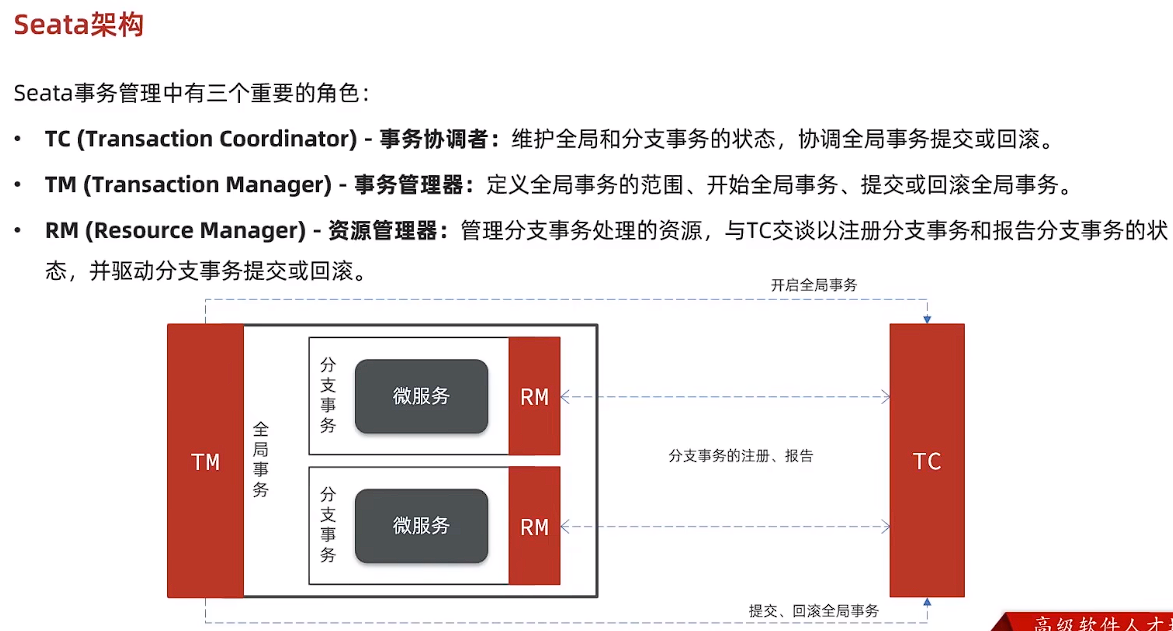 Seata架构
Seata事务管理中有三个重要的角色：
• TC (Transaction Coordinator) - 事务协调者：维护全局和分支事务的状态，协调全局事务提交或回滚。
• TM (Transaction Manager) - 事务管理器：定义全局事务的范围、开始全局事务、提交或回滚全局事务。
• RM (Resource Manager) - 资源管理器：管理分支事务处理的资源，与TC交谈以注册分支事务和报告分支事务的状
态，并驱动分支事务提交或回滚。
开启全局事务
TM
全局事务
分支事务
微服务
RM
分支事务的注册、报告
TC
分支事务
微服务
RM
提交、回滚全局事务
高级软件人才